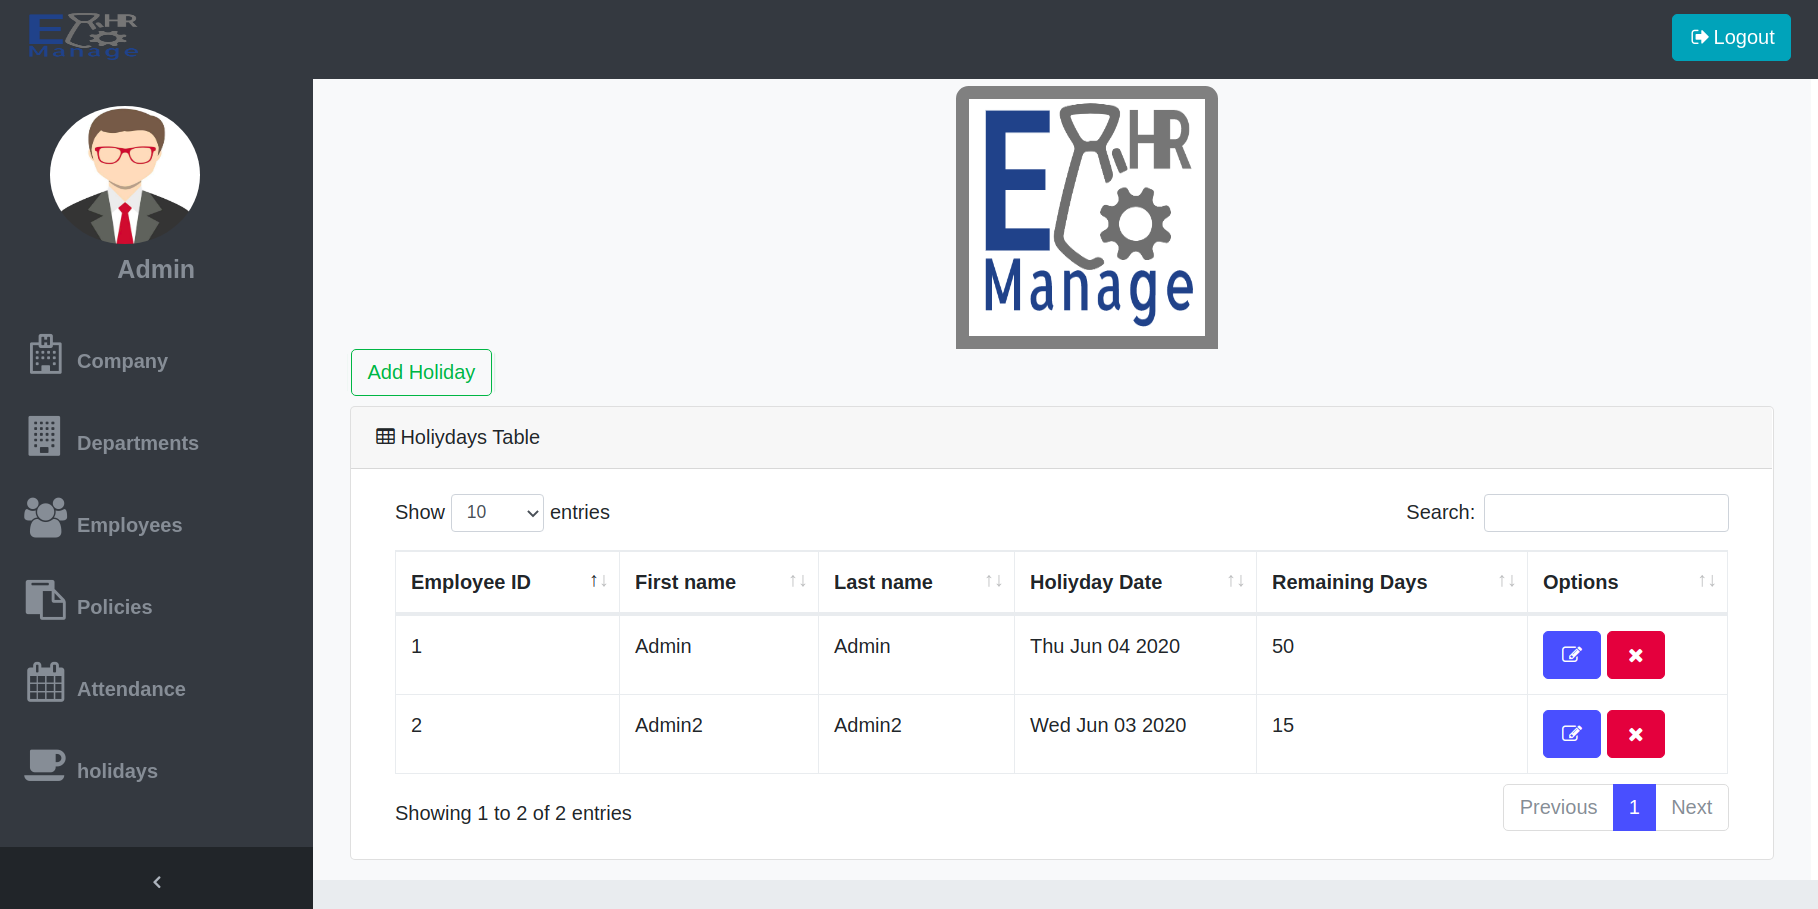 E HR
Manage
Logout
Admin
Company
Departments
Employees
Policies
Attendance
holidays
E HR
Manage
Add Holiday
Holiydays Table
Show 10 entries Search:
Employee ID First name Last name Holiyday Date Remaining Days Options
1 Admin Admin Thu Jun 04 2020 50
2 Admin2 Admin2 Wed Jun 03 2020 15
Showing 1 to 2 of 2 entries
Previous 1 Next